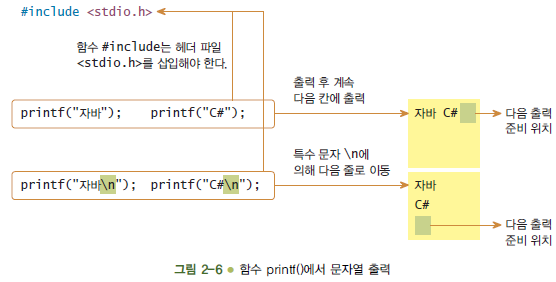 #include <stdio.h>
함수 #include는 헤더 파일
<stdio.h>를 삽입해야 한다.
출력 후 계속
다음 칸에 출력
printf("자바");    printf("C#");
자바 C#
다음 출력
준비 위치
특수 문자 \n에
의해 다음 줄로 이동
printf("자바\n");  printf("C#\n");
자바
C#
다음 출력
준비 위치
그림 2-6 ● 함수 printf()에서 문자열 출력